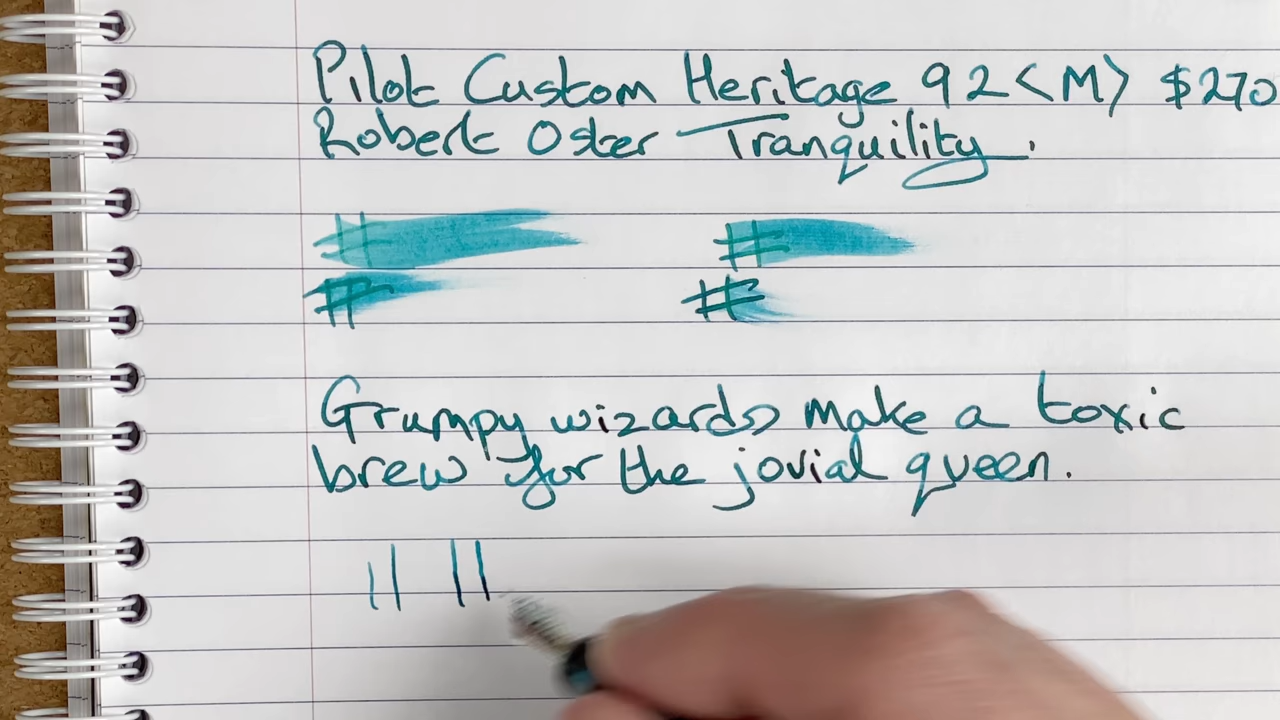 Pilot Custom Heritage 92 <M> $270
Robert Oster Tranquility.
Grumpy wizards make a toxic
brew for the jovial queen.